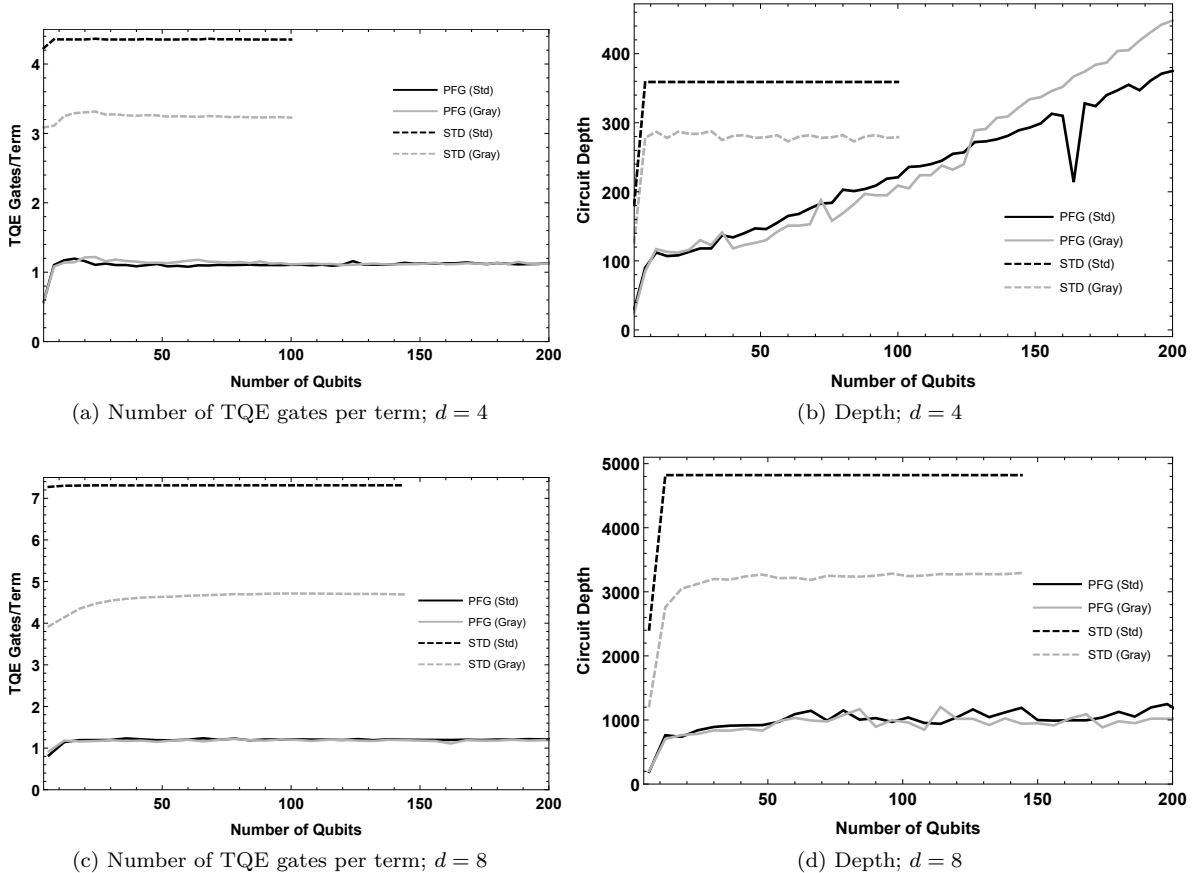 TQE Gates/Term
4
3
2
1
0
50
100
150
200
Number of Qubits
PFG (Std)
PFG (Gray)
STD (Std)
STD (Gray)
(a) Number of TQE gates per term; d = 4
Circuit Depth
400
300
200
100
0
50
100
150
200
Number of Qubits
PFG (Std)
PFG (Gray)
STD (Std)
STD (Gray)
(b) Depth; d = 4
TQE Gates/Term
7
6
5
4
3
2
1
0
50
100
150
200
Number of Qubits
PFG (Std)
PFG (Gray)
STD (Std)
STD (Gray)
(c) Number of TQE gates per term; d = 8
Circuit Depth
5000
4000
3000
2000
1000
0
50
100
150
200
Number of Qubits
PFG (Std)
PFG (Gray)
STD (Std)
STD (Gray)
(d) Depth; d = 8